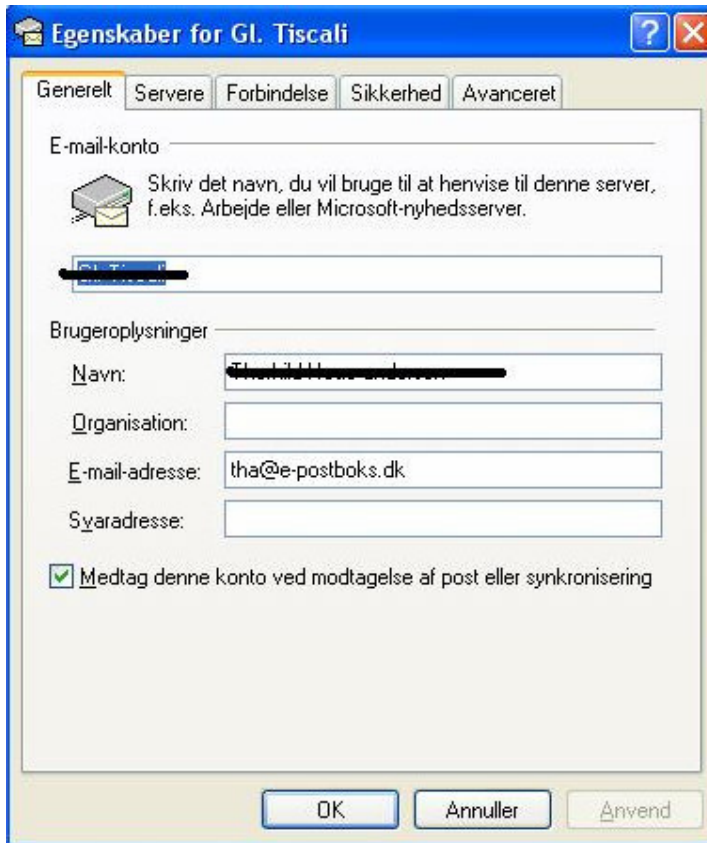 Egenskaber for Gl. Tiscali
Generelt Servere Forbindelse Sikkerhed Avanceret
E-mail-konto
Skriv det navn, du vil bruge til at henvise til denne server,
f.eks. Arbejde eller Microsoft-nyhedsserver.
Brugeroplysninger
Navn:
Organisation:
E-mail-adresse: tha@e-postboks.dk
Svaradresse:
Medtag denne konto ved modtagelse af post eller synkronisering
OK Annuller Anvend